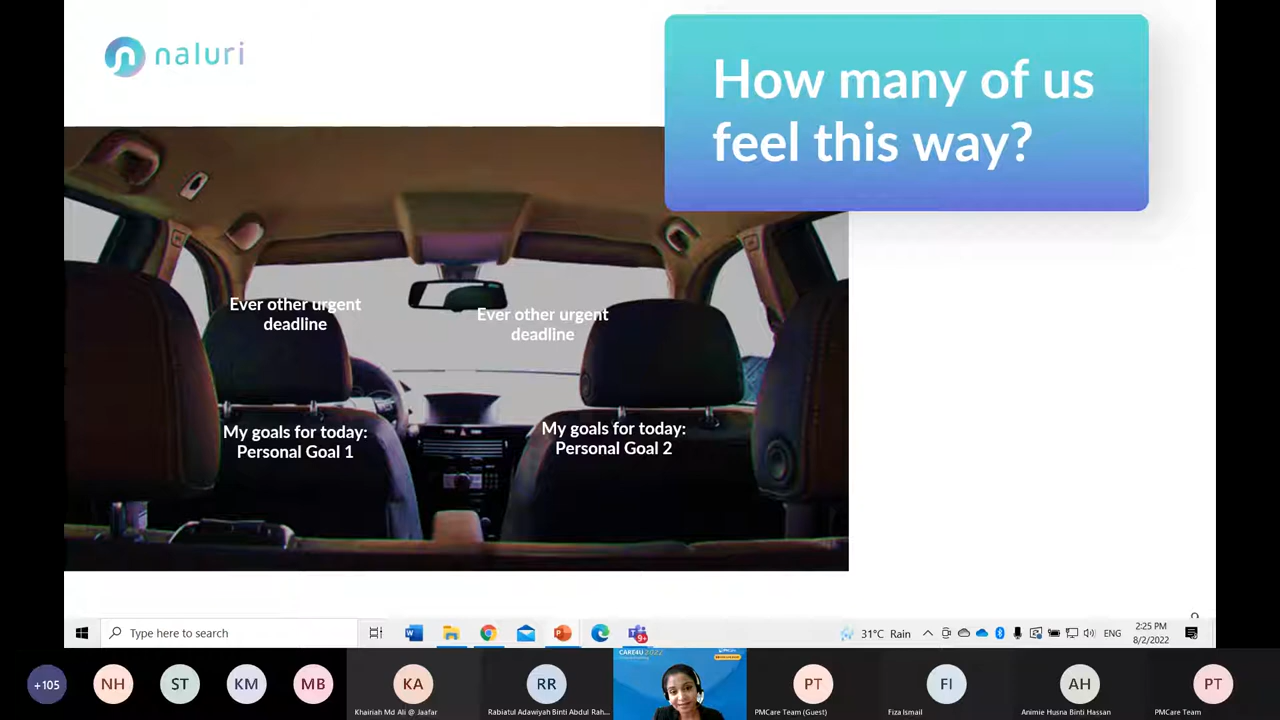 naluri
How many of us
feel this way?
Ever other urgent
deadline
Ever other urgent
deadline
My goals for today:
Personal Goal 1
My goals for today:
Personal Goal 2
Type here to search
31°C Rain
ENG
2:25 PM
8/2/2022
9+
+105
NH
ST
KM
MB
KA
Khairiah Md Ali @ Jaafar
RR
Rabiatul Adawiyah Binti Abdul Rah...
CARE4U 2022
PT
PMCare Team (Guest)
FI
Fiza Ismail
AH
Animie Husna Binti Hassan
PT
PMCare Team